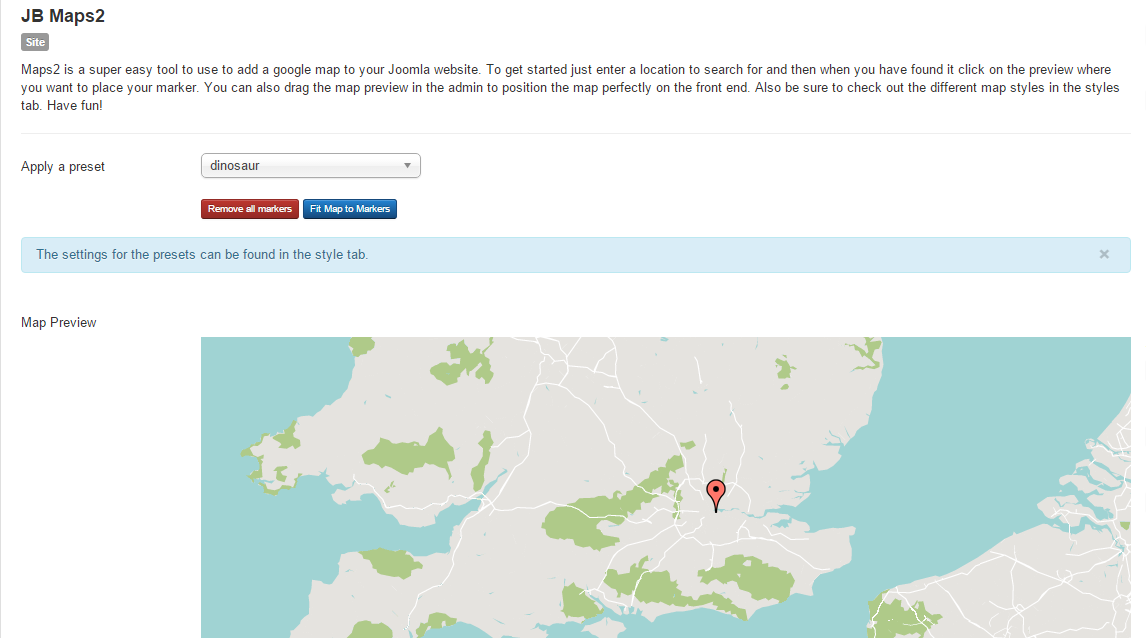 JB Maps2
Site
Maps2 is a super easy tool to use to add a google map to your Joomla website. To get started just enter a location to search for and then when you have found it click on the preview where
you want to place your marker. You can also drag the map preview in the admin to position the map perfectly on the front end. Also be sure to check out the different map styles in the styles
tab. Have fun!
Apply a preset
dinosaur
Remove all markers
Fit Map to Markers
The settings for the presets can be found in the style tab.
Map Preview